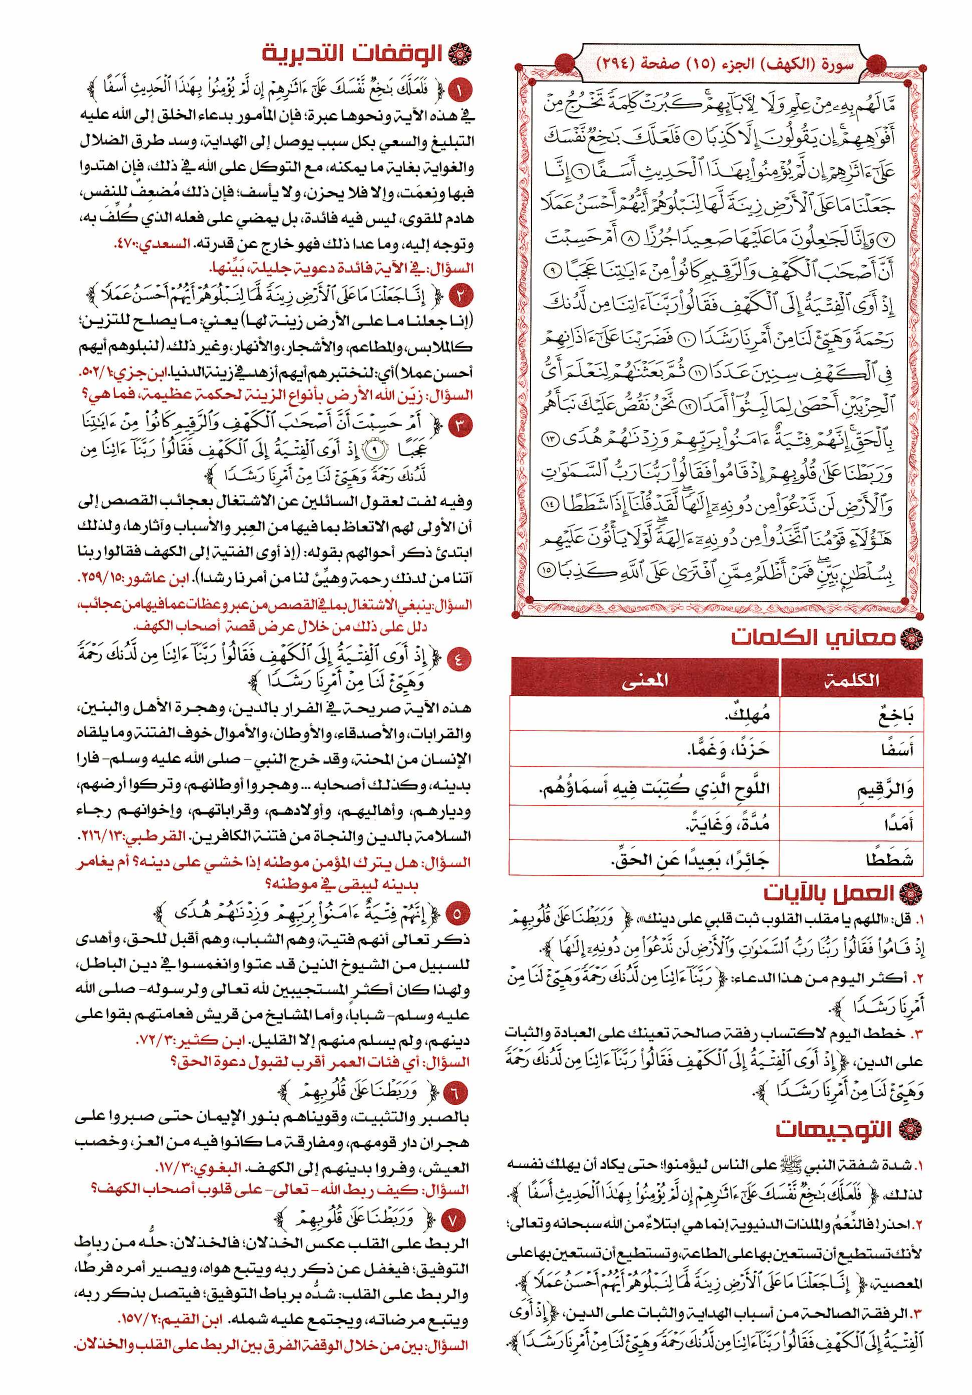 سورة (الكهف) الجزء (١٥) صفحة (٢٩٤)
مَّا لَهُم بِهِۦ مِنْ عِلْمٍ وَلَا لِآبَآئِهِمْ ۚ كَبُرَتْ كَلِمَةً تَخْرُجُ مِنْ
أَفْوَٰهِهِمْ ۚ إِن يَقُولُونَ إِلَّا كَذِبًا ٥ فَلَعَلَّكَ بَٰخِعٌ نَّفْسَكَ
عَلَىٰٓ ءَاثَٰرِهِمْ إِن لَّمْ يُؤْمِنُوا۟ بِهَٰذَا ٱلْحَدِيثِ أَسَفًا ٦ إِنَّا
جَعَلْنَا مَا عَلَى ٱلْأَرْضِ زِينَةً لَّهَا لِنَبْلُوَهُمْ أَيُّهُمْ أَحْسَنُ عَمَلًا
٧ وَإِنَّا لَجَٰعِلُونَ مَا عَلَيْهَا صَعِيدًا جُرُزًا ٨ أَمْ حَسِبْتَ
أَنَّ أَصْحَٰبَ ٱلْكَهْفِ وَٱلرَّقِيمِ كَانُوا۟ مِنْ ءَايَٰتِنَا عَجَبًا ٩
إِذْ أَوَى ٱلْفِتْيَةُ إِلَى ٱلْكَهْفِ فَقَالُوا۟ رَبَّنَآ ءَاتِنَا مِن لَّدُنكَ
رَحْمَةً وَهَيِّئْ لَنَا مِنْ أَمْرِنَا رَشَدًا ١٠ فَضَرَبْنَا عَلَىٰٓ ءَاذَانِهِمْ
فِى ٱلْكَهْفِ سِنِينَ عَدَدًا ١١ ثُمَّ بَعَثْنَٰهُمْ لِنَعْلَمَ أَىُّ
ٱلْحِزْبَيْنِ أَحْصَىٰ لِمَا لَبِثُوٓا۟ أَمَدًا ١٢ نَّحْنُ نَقُصُّ عَلَيْكَ نَبَأَهُم
بِٱلْحَقِّ ۚ إِنَّهُمْ فِتْيَةٌ ءَامَنُوا۟ بِرَبِّهِمْ وَزِدْنَٰهُمْ هُدًى ١٣
وَرَبَطْنَا عَلَىٰ قُلُوبِهِمْ إِذْ قَامُوا۟ فَقَالُوا۟ رَبُّنَا رَبُّ ٱلسَّمَٰوَٰتِ
وَٱلْأَرْضِ لَن نَّدْعُوَا۟ مِن دُونِهِۦٓ إِلَٰهًا ۖ لَّقَدْ قُلْنَآ إِذًا شَطَطًا ١٤
هَٰٓؤُلَآءِ قَوْمُنَا ٱتَّخَذُوا۟ مِن دُونِهِۦٓ ءَالِهَةً ۖ لَّوْلَا يَأْتُونَ عَلَيْهِم
بِسُلْطَٰنٍۭ بَيِّنٍ ۖ فَمَنْ أَظْلَمُ مِمَّنِ ٱفْتَرَىٰ عَلَى ٱللَّهِ كَذِبًا ١٥
معاني الكلمات
الكلمة المعنى
بَاخِعٌ مُهلِكٌ.
أَسَفًا حَزَنًا، وَغَمًّا.
وَالرَّقِيمِ اللَّوحِ الَّذِي كُتِبَت فِيهِ أَسمَاؤُهُم.
أَمَدًا مُدَّةً، وَغَايَةً.
شَطَطًا جَائِرًا، بَعِيدًا عَنِ الحَقِّ.
العمل بالآيات
١. قل: «اللهم يا مقلب القلوب ثبت قلبي على دينك»، ﴿ وَرَبَطْنَا عَلَىٰ قُلُوبِهِمْ
إِذْ قَامُوا۟ فَقَالُوا۟ رَبُّنَا رَبُّ ٱلسَّمَٰوَٰتِ وَٱلْأَرْضِ لَن نَّدْعُوَا۟ مِن دُونِهِۦٓ إِلَٰهًا ﴾.
٢. أكثر اليوم من هذا الدعاء: ﴿ رَبَّنَآ ءَاتِنَا مِن لَّدُنكَ رَحْمَةً وَهَيِّئْ لَنَا مِنْ
أَمْرِنَا رَشَدًا ﴾.
٣. خطط اليوم لاكتساب رفقة صالحة تعينك على العبادة والثبات
على الدين، ﴿ إِذْ أَوَى ٱلْفِتْيَةُ إِلَى ٱلْكَهْفِ فَقَالُوا۟ رَبَّنَآ ءَاتِنَا مِن لَّدُنكَ رَحْمَةً
وَهَيِّئْ لَنَا مِنْ أَمْرِنَا رَشَدًا ﴾.
التوجيهات
١. شدة شفقة النبي ﷺ على الناس ليؤمنوا؛ حتى يكاد أن يهلك نفسه
لذلك، ﴿ فَلَعَلَّكَ بَٰخِعٌ نَّفْسَكَ عَلَىٰٓ ءَاثَٰرِهِمْ إِن لَّمْ يُؤْمِنُوا۟ بِهَٰذَا ٱلْحَدِيثِ أَسَفًا ﴾.
٢. احذر! فالنِّعَمُ والملذات الدنيوية إنما هي ابتلاءٌ من الله سبحانه وتعالى؛
لأنك تستطيع أن تستعين بها على الطاعة، وتستطيع أن تستعين بها على
المعصية، ﴿ إِنَّا جَعَلْنَا مَا عَلَى ٱلْأَرْضِ زِينَةً لَّهَا لِنَبْلُوَهُمْ أَيُّهُمْ أَحْسَنُ عَمَلًا ﴾.
٣. الرفقة الصالحة من أسباب الهداية والثبات على الدين، ﴿ إِذْ أَوَى
ٱلْفِتْيَةُ إِلَى ٱلْكَهْفِ فَقَالُوا۟ رَبَّنَآ ءَاتِنَا مِن لَّدُنكَ رَحْمَةً وَهَيِّئْ لَنَا مِنْ أَمْرِنَا رَشَدًا ﴾.
الوقفات التدبرية
١ ﴿ فَلَعَلَّكَ بَٰخِعٌ نَّفْسَكَ عَلَىٰٓ ءَاثَٰرِهِمْ إِن لَّمْ يُؤْمِنُوا۟ بِهَٰذَا ٱلْحَدِيثِ أَسَفًا ﴾
في هذه الآية ونحوها عبرة؛ فإن المأمور بدعاء الخلق إلى الله عليه
التبليغ والسعي بكل سبب يوصل إلى الهداية، وسد طرق الضلال
والغواية بغاية ما يمكنه، مع التوكل على الله في ذلك، فإن اهتدوا
فبها ونعمَت، وإلا فلا يحزن، ولا يأسف؛ فإن ذلك مُضعِفٌ للنفس،
هادم للقوى، ليس فيه فائدة، بل يمضي على فعله الذي كُلِّفَ به،
وتوجه إليه، وما عدا ذلك فهو خارج عن قدرته. السعدي:٤٧٠.
السؤال: في الآية فائدة دعوية جليلة، بَيِّنها.
٢ ﴿ إِنَّا جَعَلْنَا مَا عَلَى ٱلْأَرْضِ زِينَةً لَّهَا لِنَبْلُوَهُمْ أَيُّهُمْ أَحْسَنُ عَمَلًا ﴾
(إنا جعلنا ما على الأرض زينة لها) يعني: ما يصلح للتزين؛
كالملابس، والمطاعم، والأشجار، والأنهار، وغير ذلك. (لنبلوهم أيهم
أحسن عملا) أي: لنختبرهم أيهم أزهد في زينة الدنيا. ابن جزي:٥٠٢/١.
السؤال: زيّن الله الأرض بأنواع الزينة لحكمة عظيمة، فما هي؟
٣ ﴿ أَمْ حَسِبْتَ أَنَّ أَصْحَٰبَ ٱلْكَهْفِ وَٱلرَّقِيمِ كَانُوا۟ مِنْ ءَايَٰتِنَا
عَجَبًا ٩ إِذْ أَوَى ٱلْفِتْيَةُ إِلَى ٱلْكَهْفِ فَقَالُوا۟ رَبَّنَآ ءَاتِنَا مِن
لَّدُنكَ رَحْمَةً وَهَيِّئْ لَنَا مِنْ أَمْرِنَا رَشَدًا ﴾
وفيه لفت لعقول السائلين عن الاشتغال بعجائب القصص إلى
أن الأولى لهم الاتعاظ بما فيها من العِبر والأسباب وآثارها، ولذلك
ابتدئ ذكر أحوالهم بقوله: (إذ أوى الفتية إلى الكهف فقالوا ربنا
آتنا من لدنك رحمة وهيِّئ لنا من أمرنا رشدا). ابن عاشور:٢٥٩/١٥.
السؤال: ينبغي الاشتغال بما في القصص من عبر وعظات عما فيها من عجائب،
دلل على ذلك من خلال عرض قصة أصحاب الكهف.
٤ ﴿ إِذْ أَوَى ٱلْفِتْيَةُ إِلَى ٱلْكَهْفِ فَقَالُوا۟ رَبَّنَآ ءَاتِنَا مِن لَّدُنكَ رَحْمَةً
وَهَيِّئْ لَنَا مِنْ أَمْرِنَا رَشَدًا ﴾
هذه الآية صريحة في الفرار بالدين، وهجرة الأهل والبنين،
والقرابات، والأصدقاء، والأوطان، والأموال خوف الفتنة وما يلقاه
الإنسان من المحنة، وقد خرج النبي - صلى الله عليه وسلم- فارا
بدينه، وكذلك أصحابه ... وهجروا أوطانهم، وتركوا أرضهم،
وديارهم، وأهاليهم، وأولادهم، وقراباتهم، وإخوانهم رجاء
السلامة بالدين والنجاة من فتنة الكافرين. القرطبي:٢١٦/١٣.
السؤال: هل يترك المؤمن موطنه إذا خشي على دينه؟ أم يغامر
بدينه ليبقى في موطنه؟
٥ ﴿ إِنَّهُمْ فِتْيَةٌ ءَامَنُوا۟ بِرَبِّهِمْ وَزِدْنَٰهُمْ هُدًى ﴾
ذكر تعالى أنهم فتية، وهم الشباب، وهم أقبل للحق، وأهدى
للسبيل من الشيوخ الذين قد عتوا وانغمسوا في دين الباطل،
ولهذا كان أكثر المستجيبين لله تعالى ولرسوله- صلى الله
عليه وسلم- شباباً، وأما المشايخ من قريش فعامتهم بقوا على
دينهم، ولم يسلم منهم إلا القليل. ابن كثير:٧٢/٣.
السؤال: أي فئات العمر أقرب لقبول دعوة الحق؟
٦ ﴿ وَرَبَطْنَا عَلَىٰ قُلُوبِهِمْ ﴾
بالصبر والتثبيت، وقويناهم بنور الإيمان حتى صبروا على
هجران دار قومهم، ومفارقة ما كانوا فيه من العز، وخصب
العيش، وفروا بدينهم إلى الكهف. البغوي:١٧/٣.
السؤال: كيف ربط الله - تعالى- على قلوب أصحاب الكهف؟
٧ ﴿ وَرَبَطْنَا عَلَىٰ قُلُوبِهِمْ ﴾
الربط على القلب عكس الخذلان؛ فالخذلان: حلُّه من رباط
التوفيق؛ فيغفل عن ذكر ربه ويتبع هواه، ويصير أمره فرطا،
والربط على القلب: شدُّه برباط التوفيق؛ فيتصل بذكر ربه،
ويتبع مرضاته، ويجتمع عليه شمله. ابن القيم:١٥٧/٢.
السؤال: بين من خلال الوقفة الفرق بين الربط على القلب والخذلان.